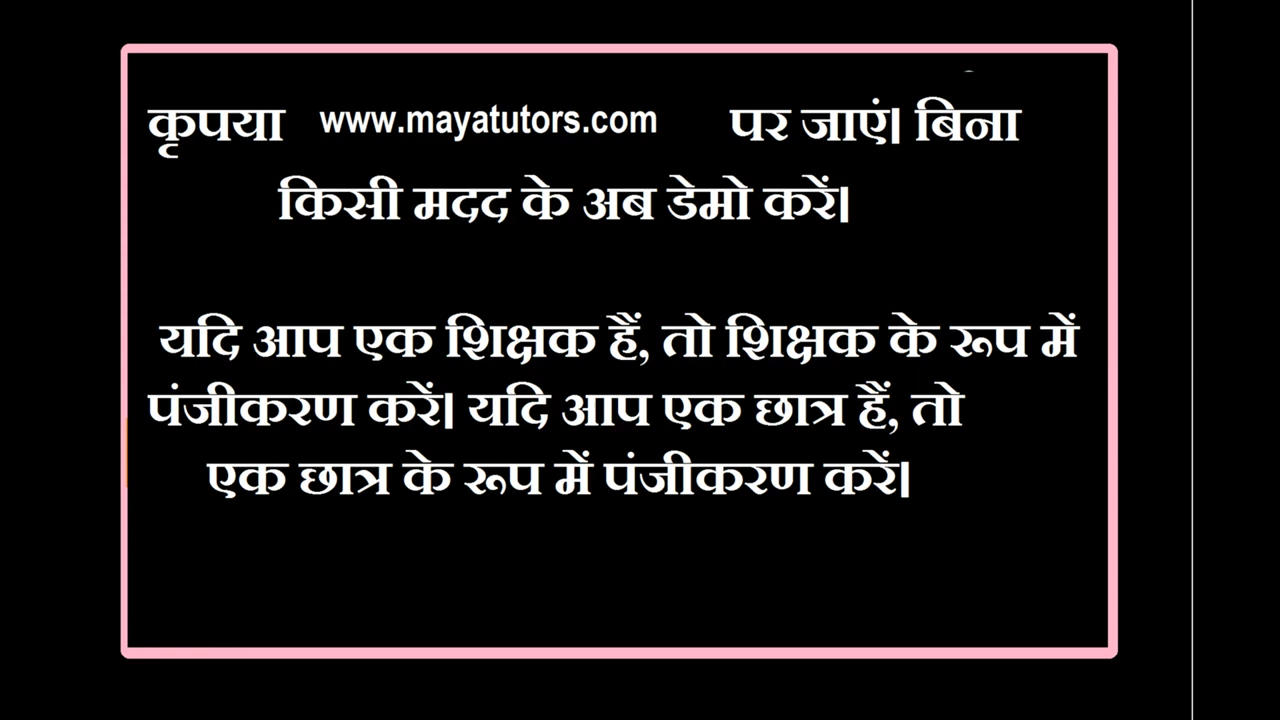 कृपया www.mayatutors.com पर जाएं। बिना
किसी मदद के अब डेमो करें।
यदि आप एक शिक्षक हैं, तो शिक्षक के रूप में
पंजीकरण करें। यदि आप एक छात्र हैं, तो
एक छात्र के रूप में पंजीकरण करें।